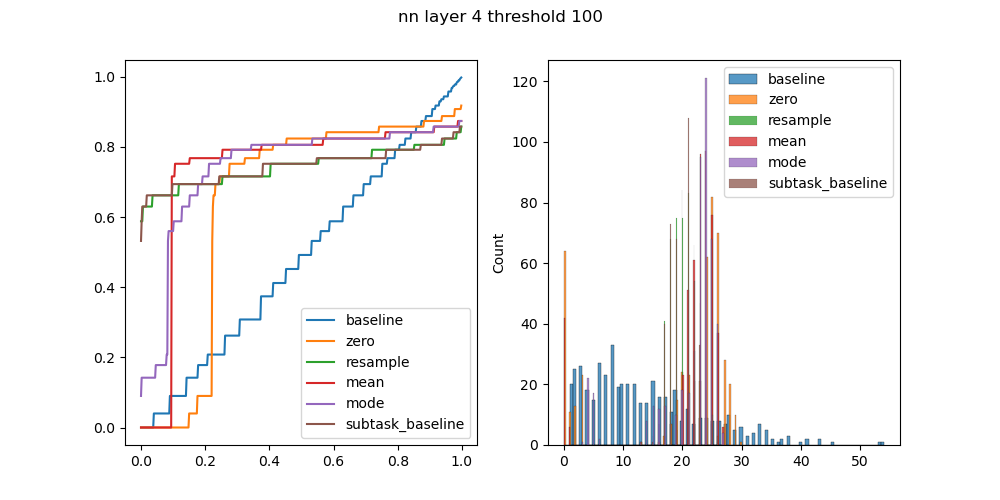 nn layer 4 threshold 100
1.0
0.8
0.6
0.4
0.2
0.0
0.0 0.2 0.4 0.6 0.8 1.0
baseline
zero
resample
mean
mode
subtask_baseline
Count
120
100
80
60
40
20
0
0 10 20 30 40 50
baseline
zero
resample
mean
mode
subtask_baseline